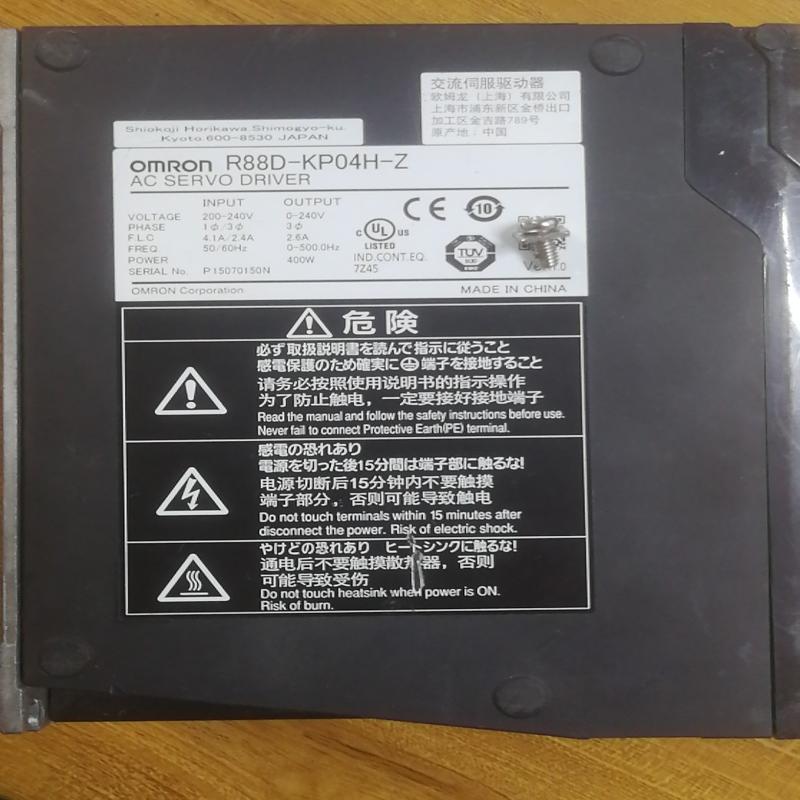 交流伺服驱动器
欧姆龙（上海）有限公司
上海市浦东新区金桥出口
加工区金吉路789号
原产地：中国
Shiokoji Horikawa.Shimogyo-ku.
Kyoto.600-8530 JAPAN
OMRON R88D-KP04H-Z
AC SERVO DRIVER
INPUT OUTPUT
VOLTAGE 200-240V 0-240V
PHASE 1ϕ/3ϕ 3ϕ
F.L.C 4.1A/2.4A 2.6A
FREQ. 50/60Hz 0-500.0Hz
POWER 400W
SERIAL No. P15070150N
CE
10
c UL US
LISTED
IND.CONT.EQ.
7Z45
TÜV
OMRON Corporation
MADE IN CHINA
危険
必ず取扱説明書を読んで指示に従うこと
感電保護のため確実に端子を接地すること
请务必按照使用说明书的指示操作
为了防止触电，一定要接好接地端子
Read the manual and follow the safety instructions before use.
Never fail to connect Protective Earth(PE) terminal.
感電の恐れあり
電源を切った後15分間は端子部に触るな!
电源切断后15分钟内不要触摸
端子部分，否则可能导致触电
Do not touch terminals within 15 minutes after
disconnect the power. Risk of electric shock.
やけどの恐れあり ヒートシンクに触るな!
通电后不要触摸散热器，否则
可能导致受伤
Do not touch heatsink when power is ON.
Risk of burn.